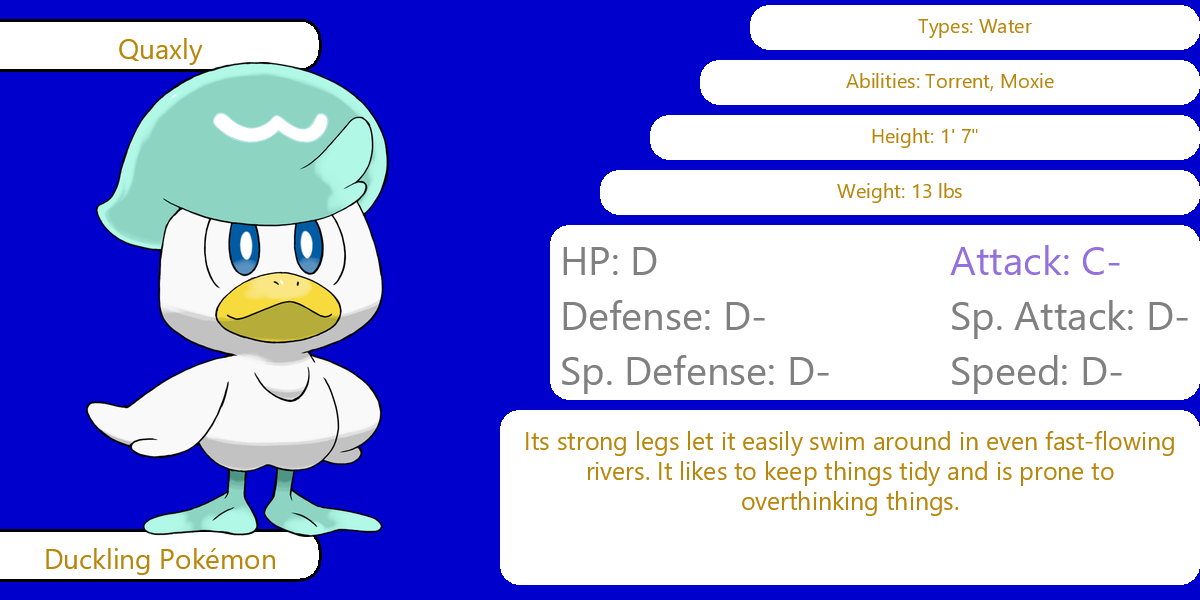 Quaxly
Types: Water
Abilities: Torrent, Moxie
Height: 1' 7"
Weight: 13 lbs
HP: D
Attack: C-
Defense: D-
Sp. Attack: D-
Sp. Defense: D-
Speed: D-
Its strong legs let it easily swim around in even fast-flowing
rivers. It likes to keep things tidy and is prone to
overthinking things.
Duckling Pokémon